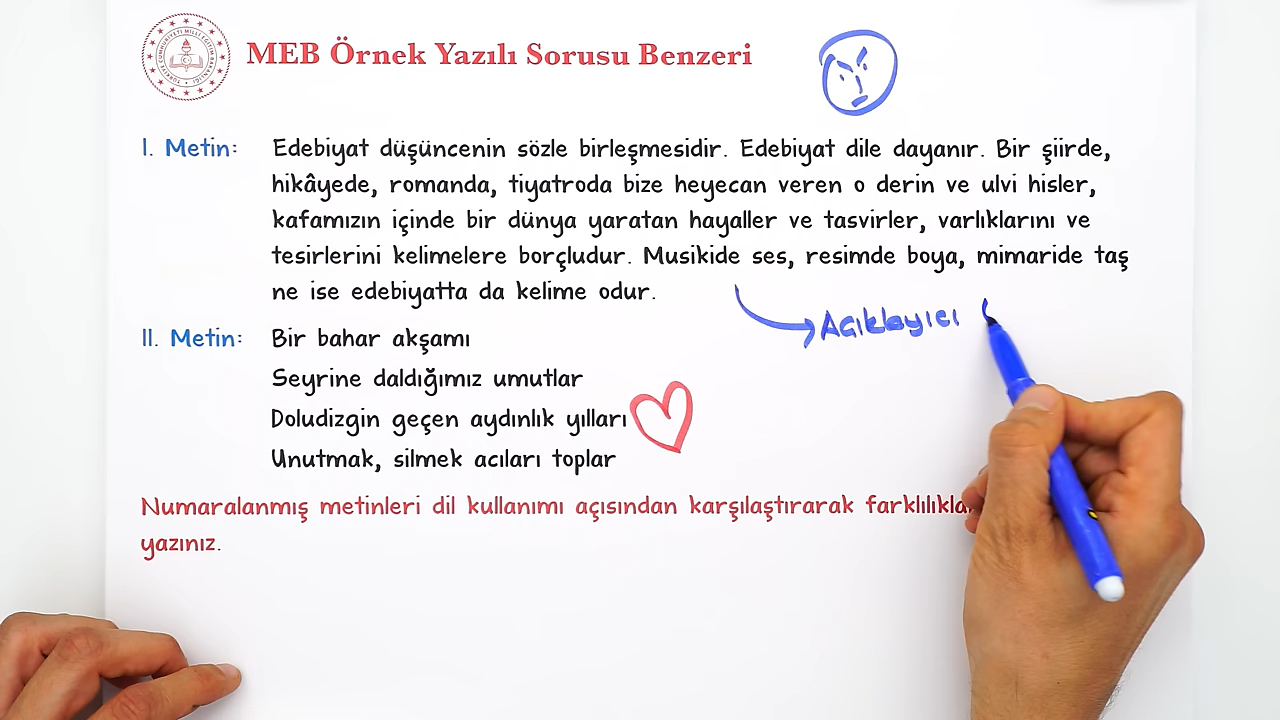 MEB Örnek Yazılı Sorusu Benzeri
I. Metin: Edebiyat düşüncenin sözle birleşmesidir. Edebiyat dile dayanır. Bir şiirde,
hikâyede, romanda, tiyatroda bize heyecan veren o derin ve ulvi hisler,
kafamızın içinde bir dünya yaratan hayaller ve tasvirler, varlıklarını ve
tesirlerini kelimelere borçludur. Musikide ses, resimde boya, mimaride taş
ne ise edebiyatta da kelime odur.
Açıklayıcı
II. Metin: Bir bahar akşamı
Seyrine daldığımız umutlar
Doludizgin geçen aydınlık yılları
Unutmak, silmek acıları toplar
Numaralanmış metinleri dil kullanımı açısından karşılaştırarak
yazınız.